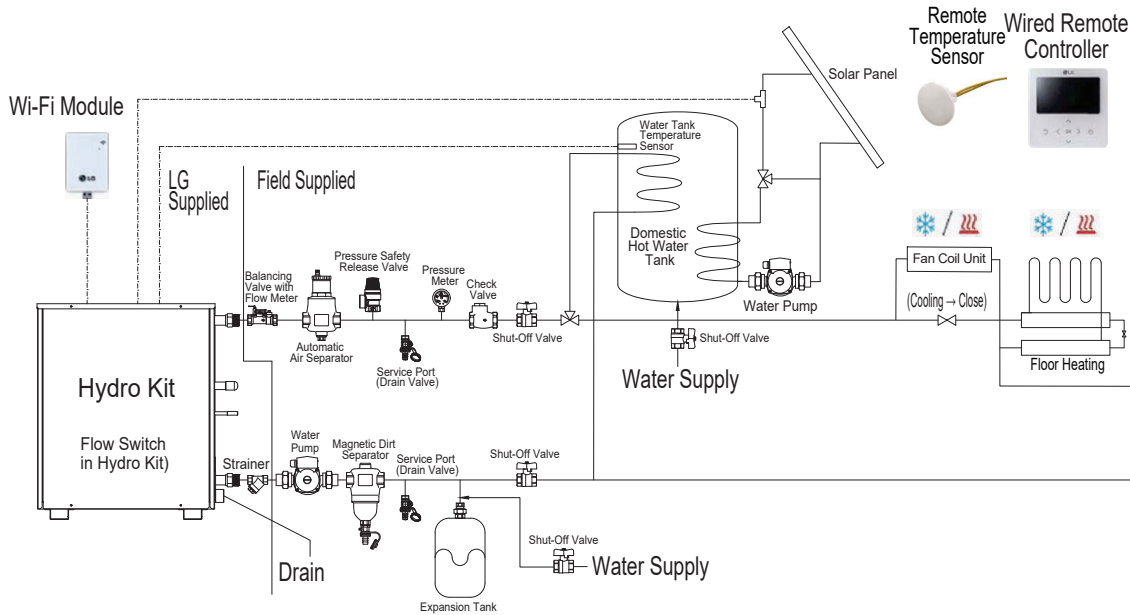 Remote
Temperature
Sensor
Wired Remote
Controller
LG
Solar Panel
Wi-Fi Module
LG
LG
Supplied
Field Supplied
Water Tank
Temperature
Sensor
Domestic
Hot Water
Tank
Water Pump
/
/
Fan Coil Unit
(Cooling → Close)
Floor Heating
Balancing
Valve with
Flow Meter
Pressure Safety
Release Valve
Pressure
Meter
Check
Valve
Shut-Off Valve
Automatic
Air Separator
Service Port
(Drain Valve)
Shut-Off Valve
Water Supply
Hydro Kit
Flow Switch
in Hydro Kit)
Strainer
Water
Pump
Magnetic Dirt
Separator
Service Port
(Drain Valve)
Shut-Off Valve
Drain
Expansion Tank
Shut-Off Valve
Water Supply